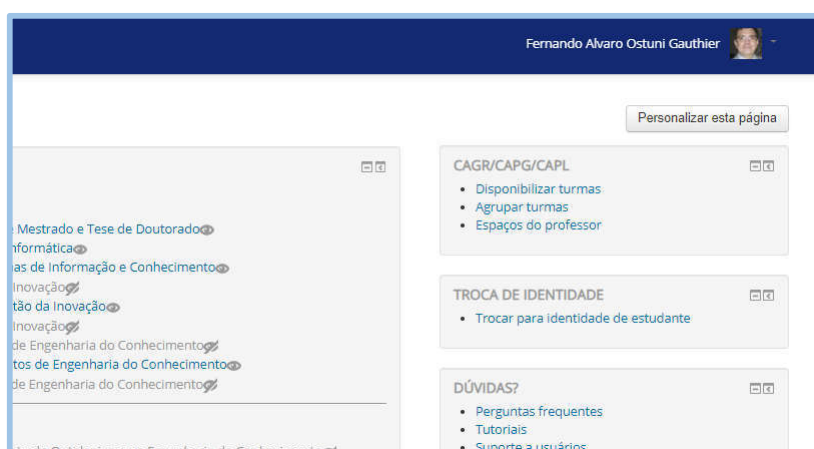 Fernando Alvaro Ostuni Gauthier
Personalizar esta página
Mestrado e Tese de Doutorado
nformática
as de Informação e Conhecimento
Inovação
tão da Inovação
Inovação
de Engenharia do Conhecimento
tos de Engenharia do Conhecimento
de Engenharia do Conhecimento
CAGR/CAPG/CAPL
• Disponibilizar turmas
• Agrupar turmas
• Espaços do professor
TROCA DE IDENTIDADE
• Trocar para identidade de estudante
DÚVIDAS?
• Perguntas frequentes
• Tutoriais
• Suporte a usuários